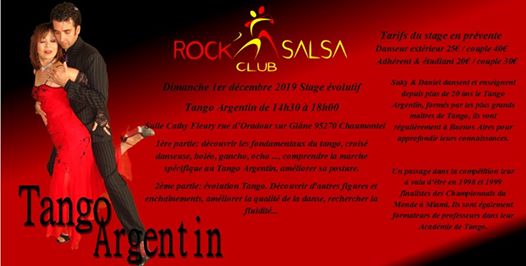 ROCK SALSA
CLUB
Dimanche 1er décembre 2019 Stage évolutif
Tango Argentin de 14h30 à 18h00
Salle Cathy Fleury rue d'Oradour sur Glane 95270 Chaumontel
1ère partie: découvrir les fondamentaux du tango, croisé
danseuse, boléo, gancho, ocho .... comprendre la marche
spécifique au Tango Argentin, améliorer sa posture.
2ème partie: évolution Tango. Découvrir d'autres figures et
enchaînements, améliorer la qualité de la danse, rechercher la
fluidité...
Tarifs du stage en prévente
Danseur extérieur 25€ / couple 40€
Adhérent & étudiant 20€ / couple 30€
Suky & Daniel dansent et enseignent
depuis plus de 20 ans le Tango
Argentin, formés par les plus grands
maîtres de Tango, ils vont
régulièrement à Buenos Aires pour
approfondir leurs connaissances.
Un passage dans la compétition leur
a valu d'être en 1998 et 1999
finalistes des Championnats du
Monde à Miami. Ils sont également
formateurs de professeurs dans leur
Académie de Tango.
Tango
Argentin